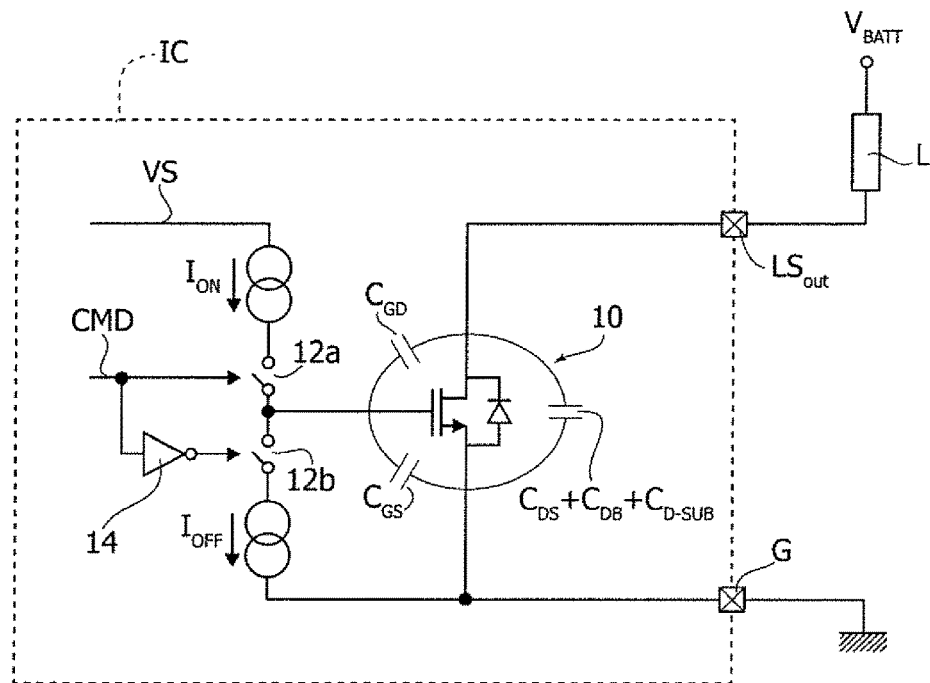 IC
V_BATT
L
VS
LS_out
I_ON
C_GD
10
CMD
12a
12b
14
C_GS
C_DS+C_DB+C_D-SUB
I_OFF
G